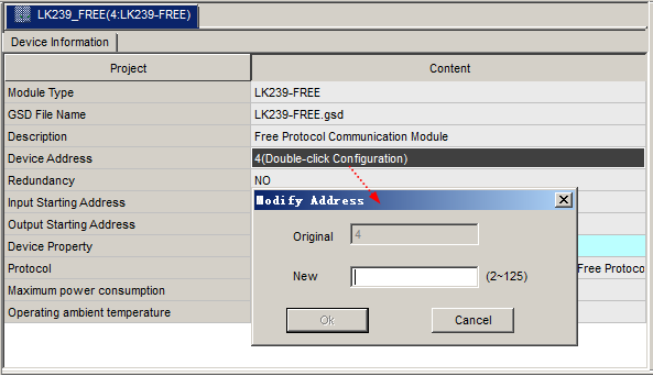 LK239_FREE(4:LK239-FREE)
Device Information
Project Content
Module Type LK239-FREE
GSD File Name LK239-FREE.gsd
Description Free Protocol Communication Module
Device Address 4(Double-click Configuration)
Redundancy NO
Input Starting Address
Output Starting Address
Device Property
Protocol Free Protoco
Maximum power consumption
Operating ambient temperature
Modify Address
Original 4
New (2~125)
Ok Cancel